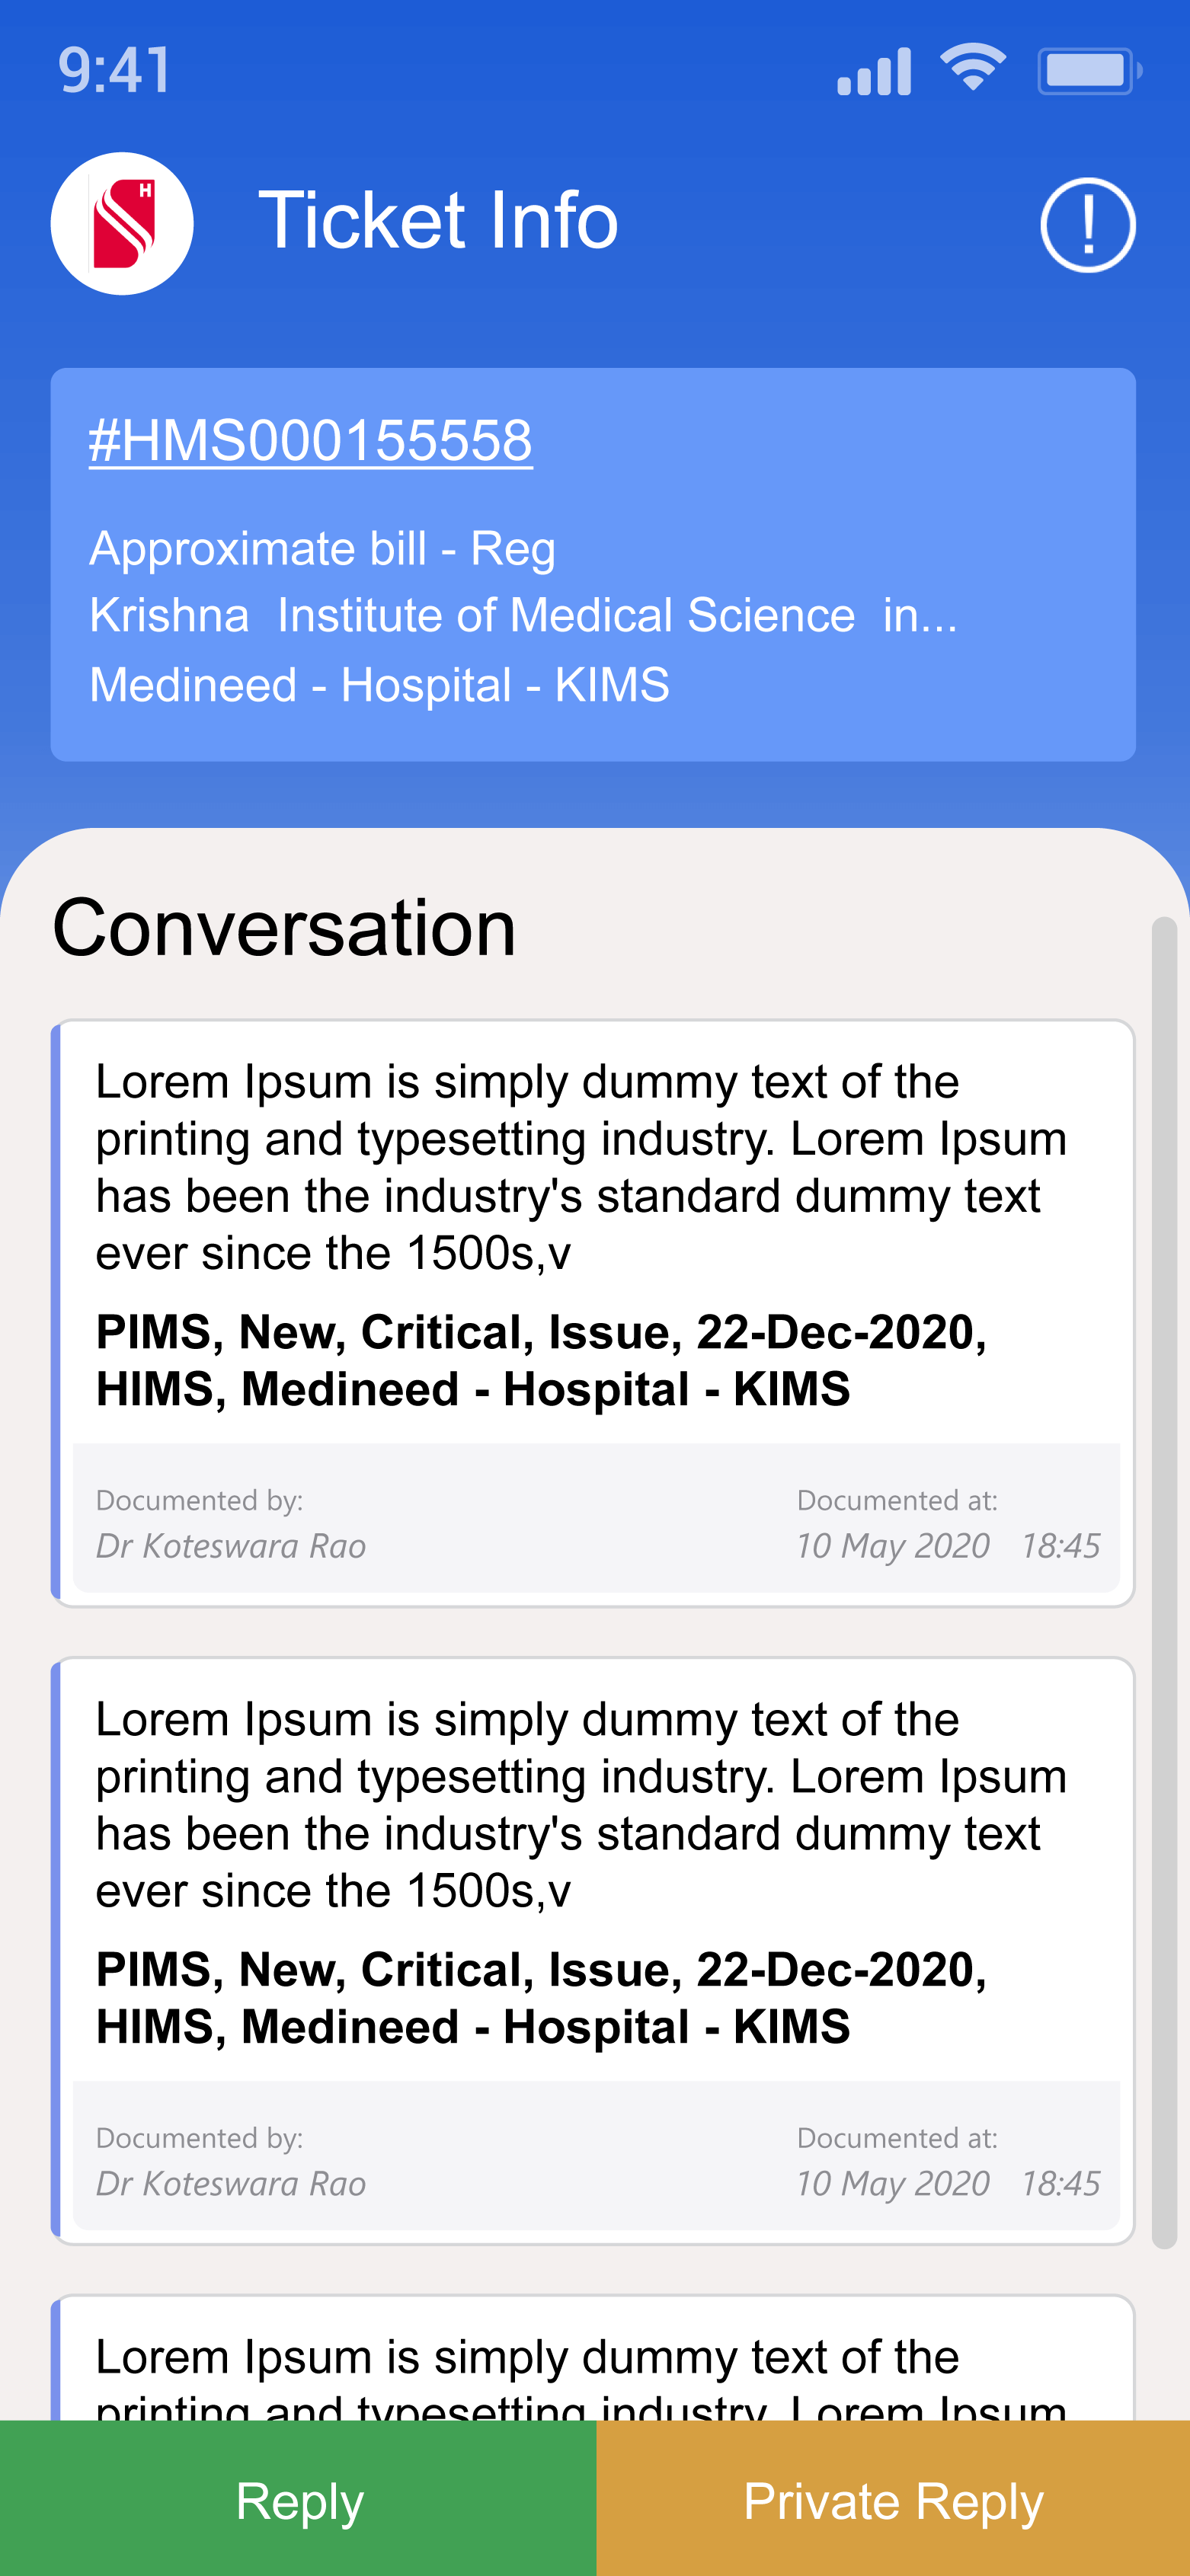 9:41
H
Ticket Info
!
#HMS000155558
Approximate bill - Reg
Krishna  Institute of Medical Science  in...
Medineed - Hospital - KIMS
Conversation
Lorem Ipsum is simply dummy text of the
printing and typesetting industry. Lorem Ipsum
has been the industry's standard dummy text
ever since the 1500s,v
PIMS, New, Critical, Issue, 22-Dec-2020,
HIMS, Medineed - Hospital - KIMS
Documented by:
Documented at:
Dr Koteswara Rao
10 May 2020   18:45
Lorem Ipsum is simply dummy text of the
printing and typesetting industry. Lorem Ipsum
has been the industry's standard dummy text
ever since the 1500s,v
PIMS, New, Critical, Issue, 22-Dec-2020,
HIMS, Medineed - Hospital - KIMS
Documented by:
Documented at:
Dr Koteswara Rao
10 May 2020   18:45
Lorem Ipsum is simply dummy text of the
printing and typesetting industry. Lorem Ipsum
Reply
Private Reply